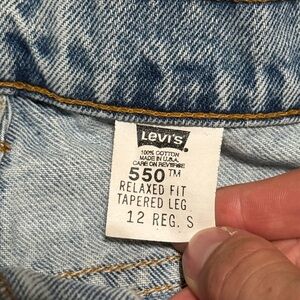 LEVI'S
100% COTTON
MADE IN U.S.A.
CARE ON REVERSE
550™
RELAXED FIT
TAPERED LEG
12 REG. S